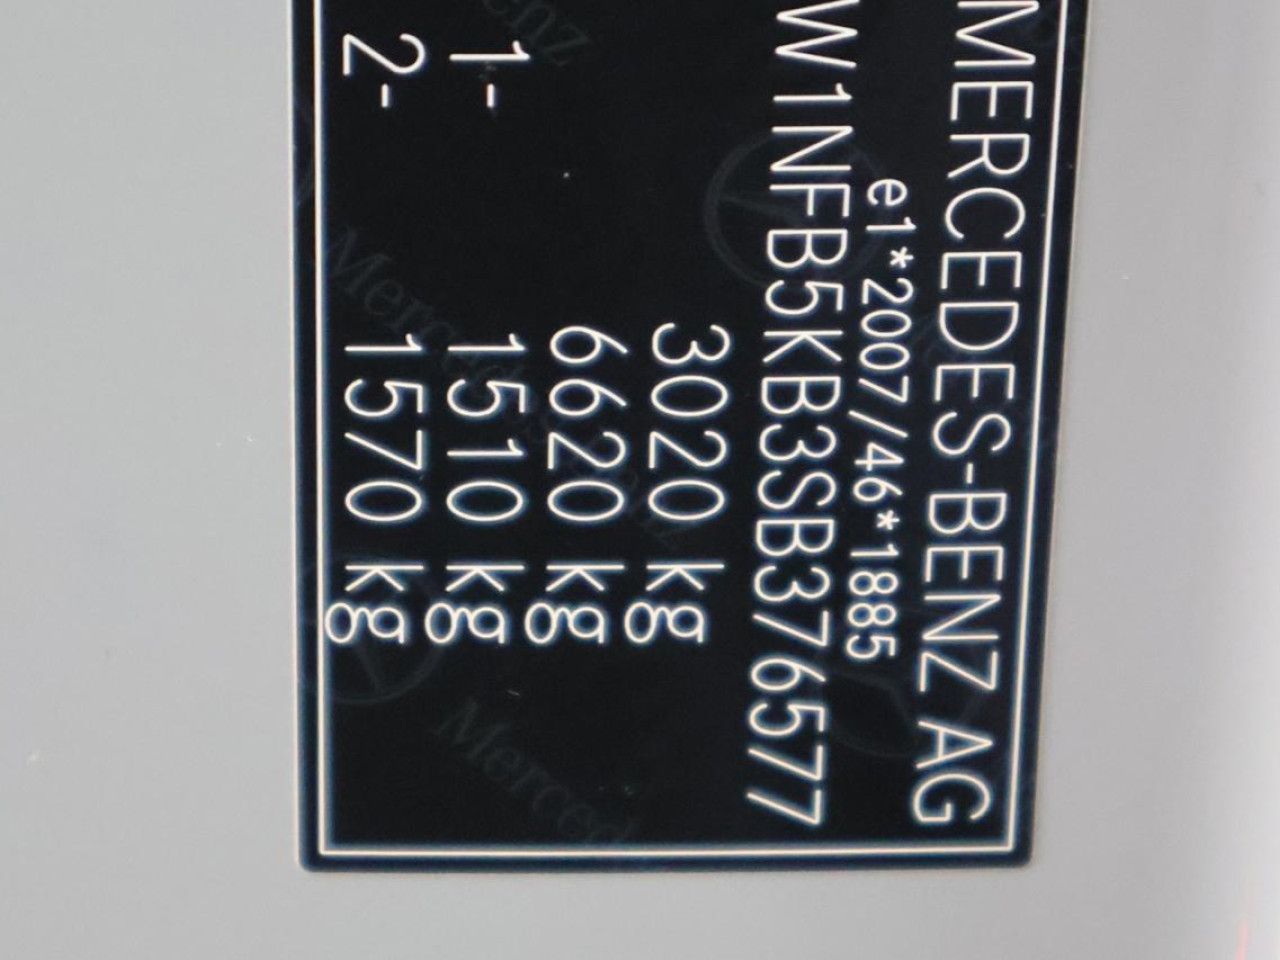 MERCEDES-BENZ AG
e1*2007/46*1885
W1NFB5KB3SB376577
3020 kg
6620 kg
1- 1510 kg
2- 1570 kg